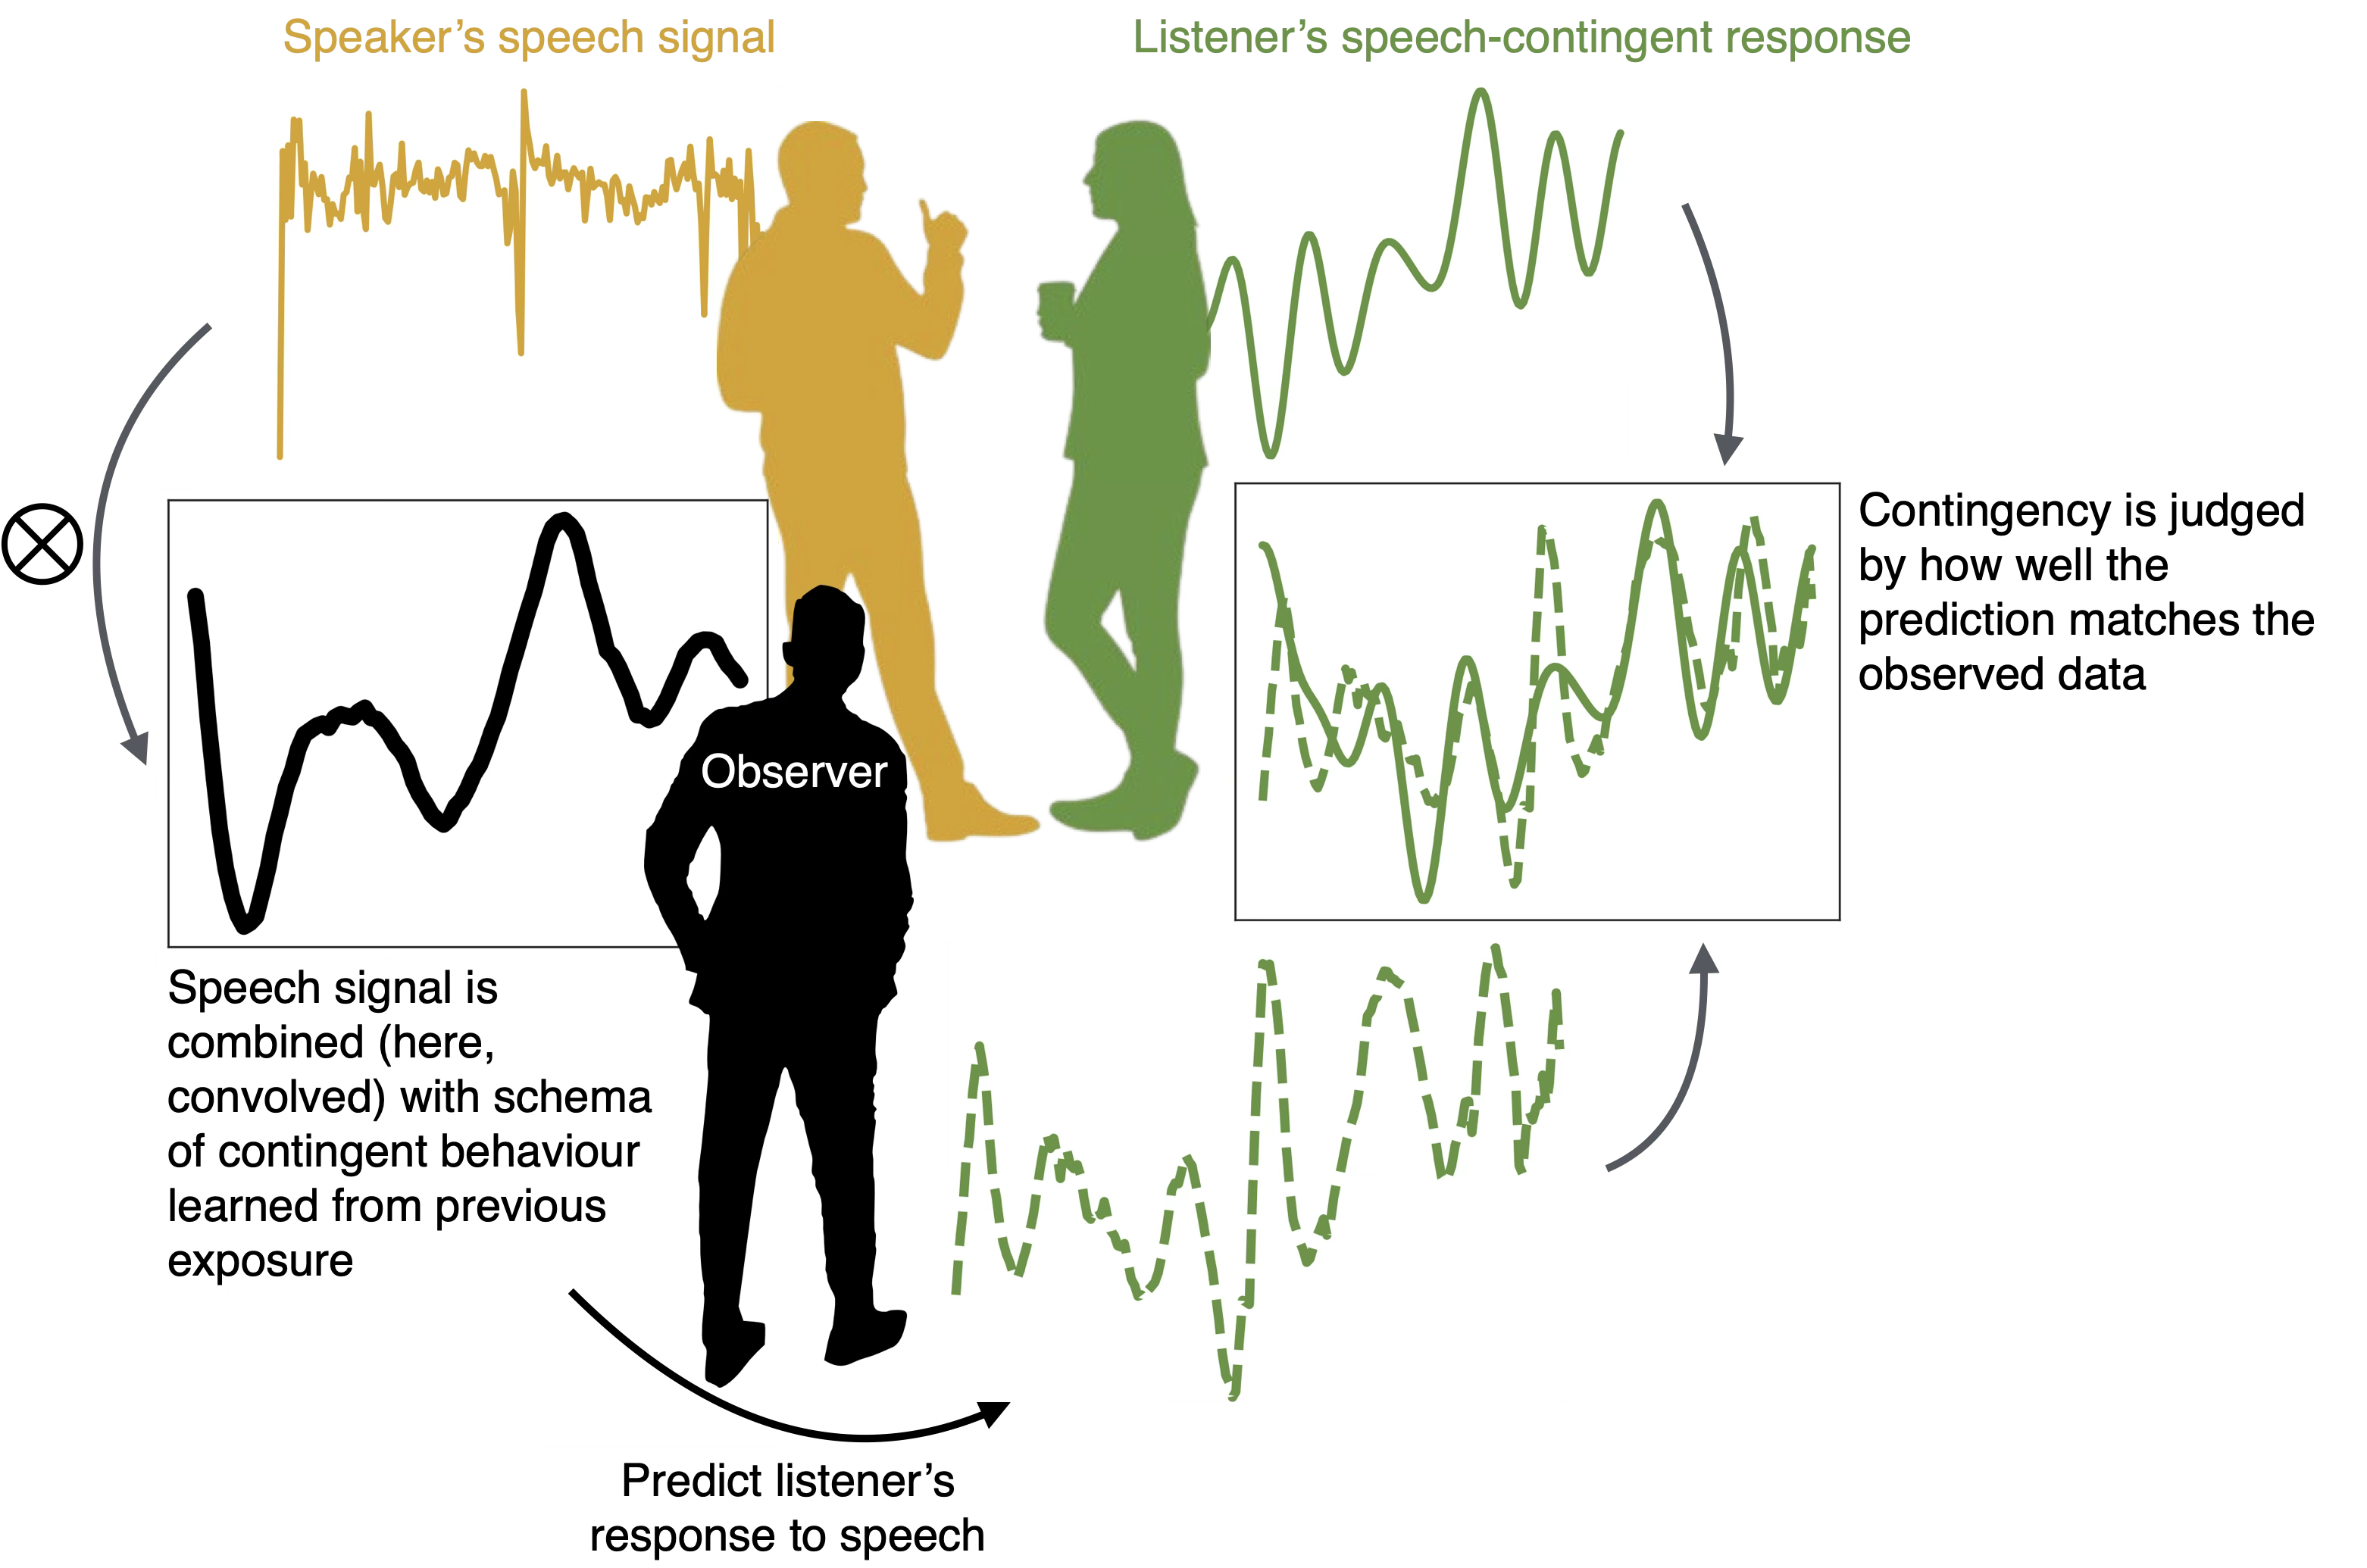 Speaker’s speech signal
Listener’s speech-contingent response
Contingency is judged
by how well the
prediction matches the
observed data
Observer
Speech signal is
combined (here,
convolved) with schema
of contingent behaviour
learned from previous
exposure
Predict listener’s
response to speech